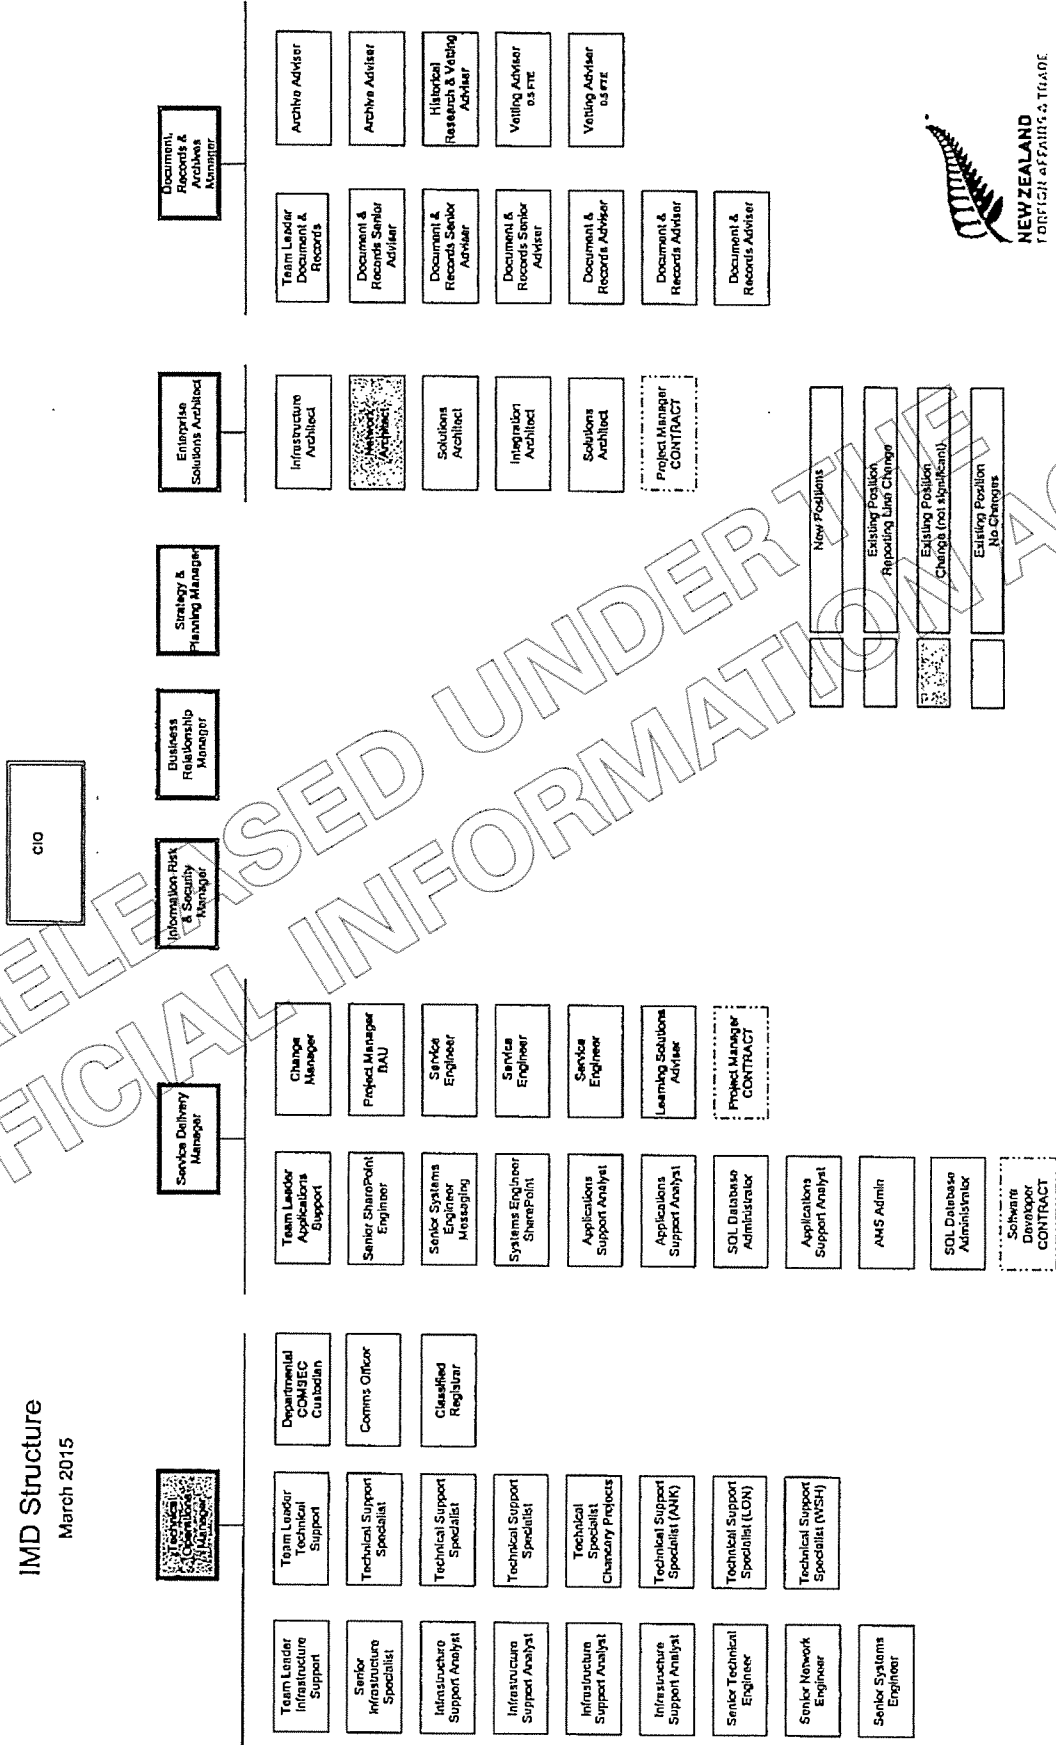 IMD Structure
March 2015
CIO
Technical
Operations
Manager
Service Delivery
Manager
Information Risk
& Security
Manager
Business
Relationship
Manager
Strategy &
Planning Manager
Enterprise
Solutions Architect
Document,
Records &
Archives
Manager
Team Leader
Infrastructure
Support
Senior
Infrastructure
Specialist
Infrastructure
Support Analyst
Infrastructure
Support Analyst
Infrastructure
Support Analyst
Infrastructure
Support Analyst
Senior Technical
Engineer
Senior Network
Engineer
Senior Systems
Engineer
Team Leader
Technical
Support
Technical Support
Specialist
Technical Support
Specialist
Technical Support
Specialist
Technical
Specialist
Chancery Projects
Technical Support
Specialist (ANK)
Technical Support
Specialist (LON)
Technical Support
Specialist (WSH)
Departmental
COMSEC
Custodian
Comms Officer
Classified
Registrar
Team Leader
Applications
Support
Senior SharePoint
Engineer
Senior Systems
Engineer
Messaging
Systems Engineer
SharePoint
Applications
Support Analyst
Applications
Support Analyst
SQL Database
Administrator
Applications
Support Analyst
AMS Admin
SQL Database
Administrator
Software
Developer
CONTRACT
Change
Manager
Project Manager
BAU
Service
Engineer
Service
Engineer
Service
Engineer
Learning Solutions
Adviser
Project Manager
CONTRACT
Infrastructure
Architect
Network
Architect
Solutions
Architect
Integration
Architect
Solutions
Architect
Project Manager
CONTRACT
Team Leader
Document &
Records
Document &
Records Senior
Adviser
Document &
Records Senior
Adviser
Document &
Records Senior
Adviser
Document &
Records Adviser
Document &
Records Adviser
Document &
Records Adviser
Archive Adviser
Archive Adviser
Historical
Research & Vetting
Adviser
Vetting Adviser
0.5 FTE
Vetting Adviser
0.5 FTE
New Positions
Existing Position
Reporting Line Change
Existing Position
Change (not significant)
Existing Position
No Changes
NEW ZEALAND
FOREIGN AFFAIRS & TRADE
RELEASED UNDER THE
OFFICIAL INFORMATION AC